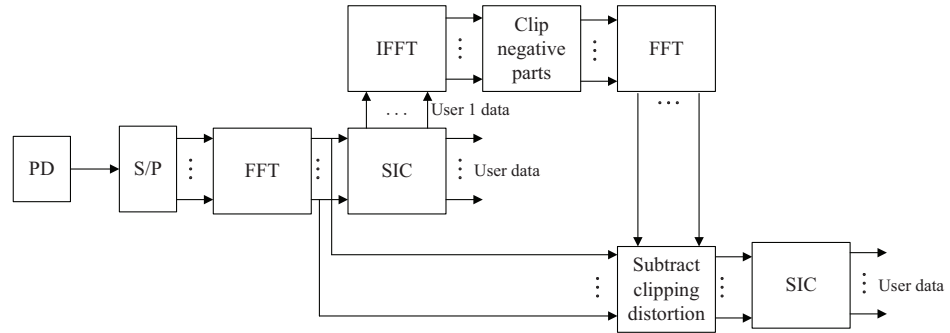 IFFT
Clip
negative
parts
FFT
User 1 data
PD
S/P
FFT
SIC
User data
Subtract
clipping
distortion
SIC
User data